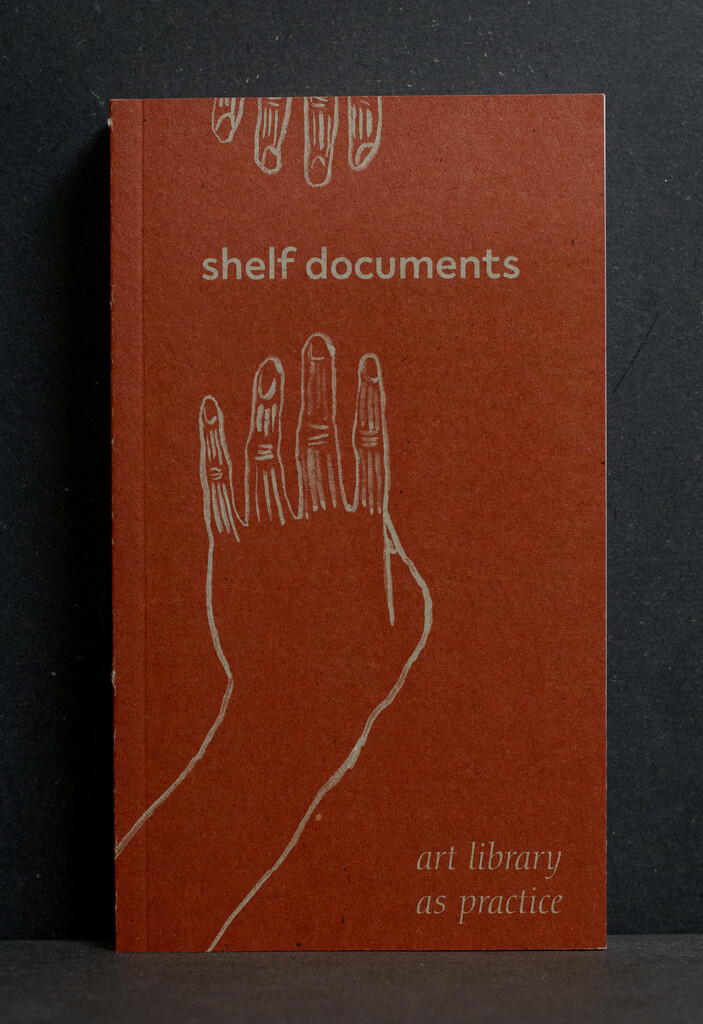 shelf documents
art library
as practice